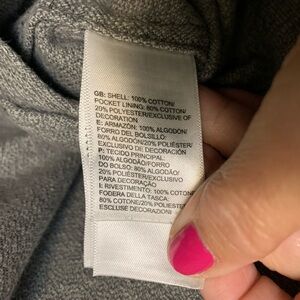 GB: SHELL: 100% COTTON/
POCKET LINING: 80% COTTON/
20% POLYESTER/EXCLUSIVE OF
DECORATION
E: ARMAZÓN: 100% ALGODÓN/
FORRO DEL BOLSILLO:
80% ALGODÓN/20% POLIÉSTER/
EXCLUSIVO DE DECORACIÓN
P: TECIDO PRINCIPAL:
100% ALGODÃO/FORRO
DO BOLSO: 80% ALGODÃO/
20% POLIÉSTER/EXCLUSIVO
PARA DECORAÇÃO
I: RIVESTIMENTO: 100% COTONE/
FODERA DELLA TASCA:
80% COTONE/20% POLIESTER
ESCLUSE DECORAZIONI